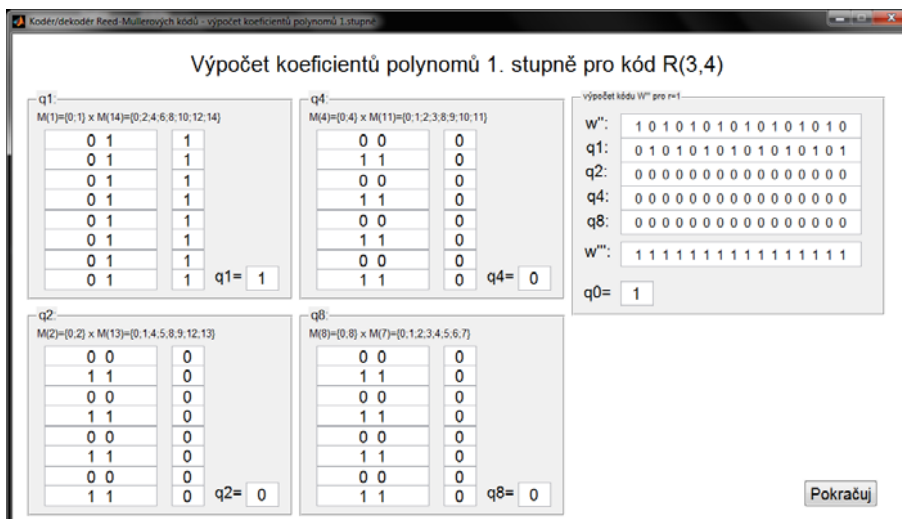 Kodér/dekodér Reed-Mullerových kódů - výpočet koeficientů polynomů 1.stupně
Výpočet koeficientů polynomů 1. stupně pro kód R(3,4)
q1:
M(1)={0;1} x M(14)={0;2;4;6;8;10;12;14}
0 1 1
0 1 1
0 1 1
0 1 1
0 1 1
0 1 1
0 1 1
0 1 1
q1= 1
q4:
M(4)={0;4} x M(11)={0;1;2;3;8;9;10;11}
0 0 0
1 1 0
0 0 0
1 1 0
0 0 0
1 1 0
0 0 0
1 1 0
q4= 0
výpočet kódu W''' pro r=1
w'': 1 0 1 0 1 0 1 0 1 0 1 0 1 0 1 0
q1: 0 1 0 1 0 1 0 1 0 1 0 1 0 1 0 1
q2: 0 0 0 0 0 0 0 0 0 0 0 0 0 0 0 0
q4: 0 0 0 0 0 0 0 0 0 0 0 0 0 0 0 0
q8: 0 0 0 0 0 0 0 0 0 0 0 0 0 0 0 0
w''': 1 1 1 1 1 1 1 1 1 1 1 1 1 1 1 1
q0= 1
q2:
M(2)={0;2} x M(13)={0;1;4;5;8;9;12;13}
0 0 0
1 1 0
0 0 0
1 1 0
0 0 0
1 1 0
0 0 0
1 1 0
q2= 0
q8:
M(8)={0;8} x M(7)={0;1;2;3;4;5;6;7}
0 0 0
1 1 0
0 0 0
1 1 0
0 0 0
1 1 0
0 0 0
1 1 0
q8= 0
Pokračuj